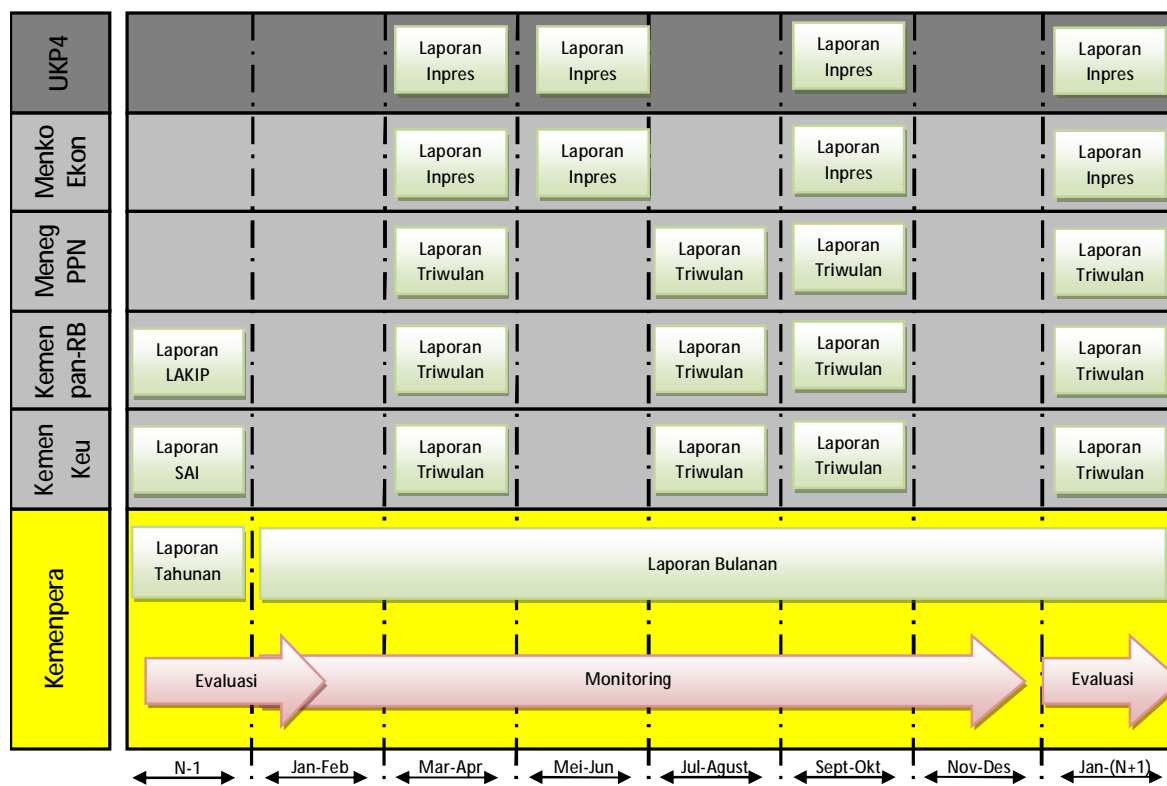 UKP4
Laporan
Inpres
Laporan
Inpres
Laporan
Inpres
Laporan
Inpres
Menko
Ekon
Laporan
Inpres
Laporan
Inpres
Laporan
Inpres
Laporan
Inpres
Meneg
PPN
Laporan
Triwulan
Laporan
Triwulan
Laporan
Triwulan
Laporan
Triwulan
Kemen
pan-RB
Laporan
LAKIP
Laporan
Triwulan
Laporan
Triwulan
Laporan
Triwulan
Laporan
Triwulan
Kemen
Keu
Laporan
SAI
Laporan
Triwulan
Laporan
Triwulan
Laporan
Triwulan
Laporan
Triwulan
Kemenpera
Laporan
Tahunan
Laporan Bulanan
Evaluasi
Monitoring
Evaluasi
N-1
Jan-Feb
Mar-Apr
Mei-Jun
Jul-Agust
Sept-Okt
Nov-Des
Jan-(N+1)